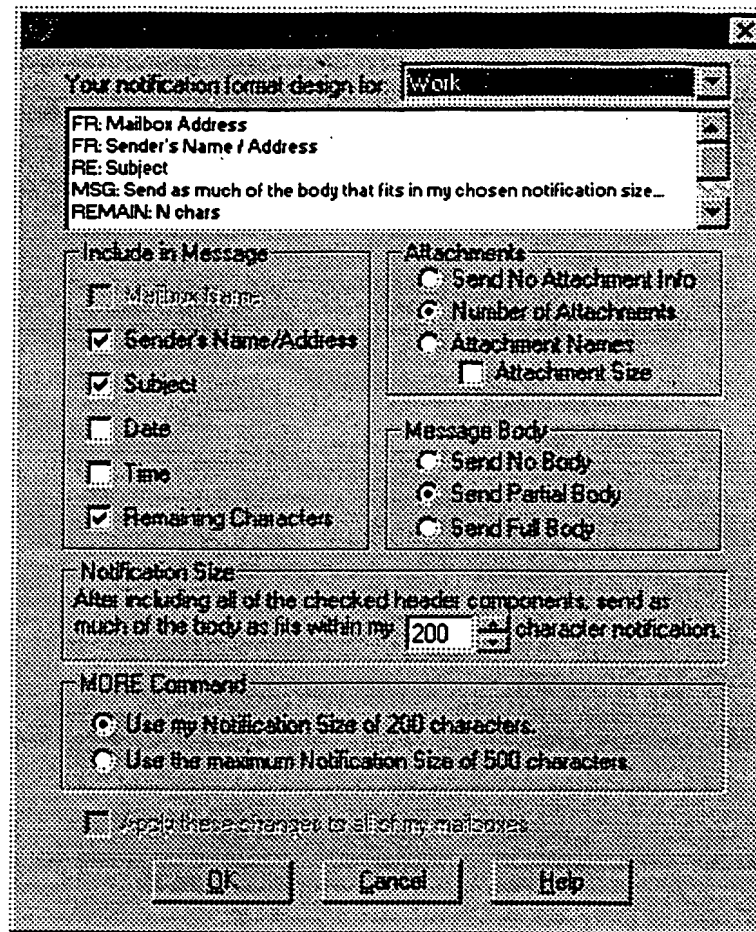 Your notification format design for: Work
FR: Mailbox Address
FR: Sender's Name / Address
RE: Subject
MSG: Send as much of the body that fits in my chosen notification size...
REMAIN: N chars
Include in Message
Mailbox Name
Sender's Name/Address
Subject
Date
Time
Remaining Characters
Attachments
Send No Attachment Info
Number of Attachments
Attachment Names
Attachment Size
Message Body
Send No Body
Send Partial Body
Send Full Body
Notification Size
After including all of the checked header components, send as
much of the body as fits within my 200 character notification.
MORE Command
Use my Notification Size of 200 characters.
Use the maximum Notification Size of 500 characters.
Apply these changes to all of my mailboxes
OK
Cancel
Help